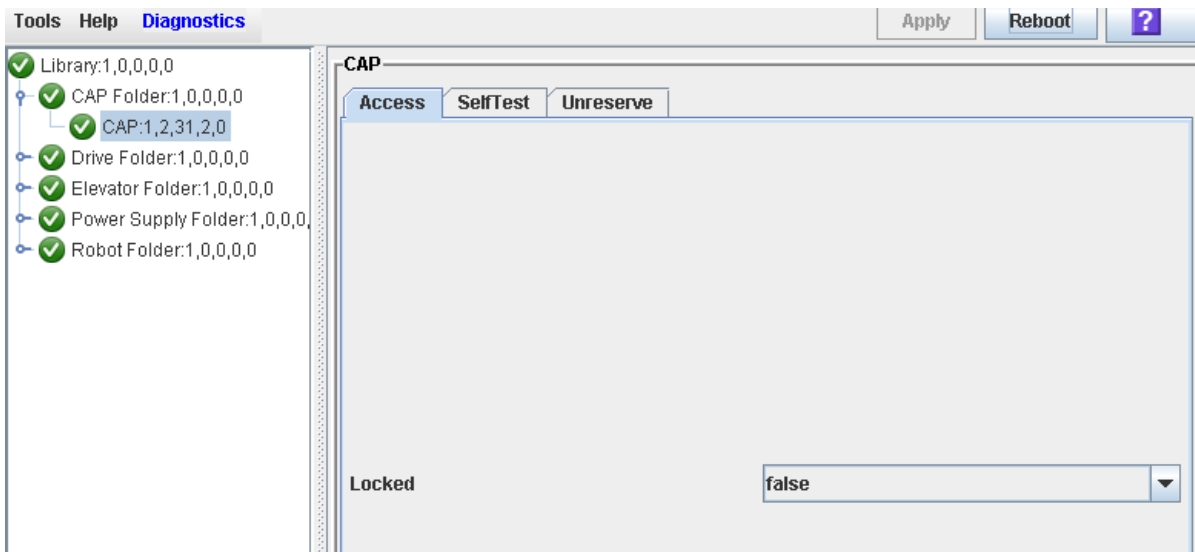 Tools Help Diagnostics
Apply Reboot ?
Library:1,0,0,0,0
CAP Folder:1,0,0,0,0
CAP:1,2,31,2,0
Drive Folder:1,0,0,0,0
Elevator Folder:1,0,0,0,0
Power Supply Folder:1,0,0,0,
Robot Folder:1,0,0,0,0
CAP
Access SelfTest Unreserve
Locked false